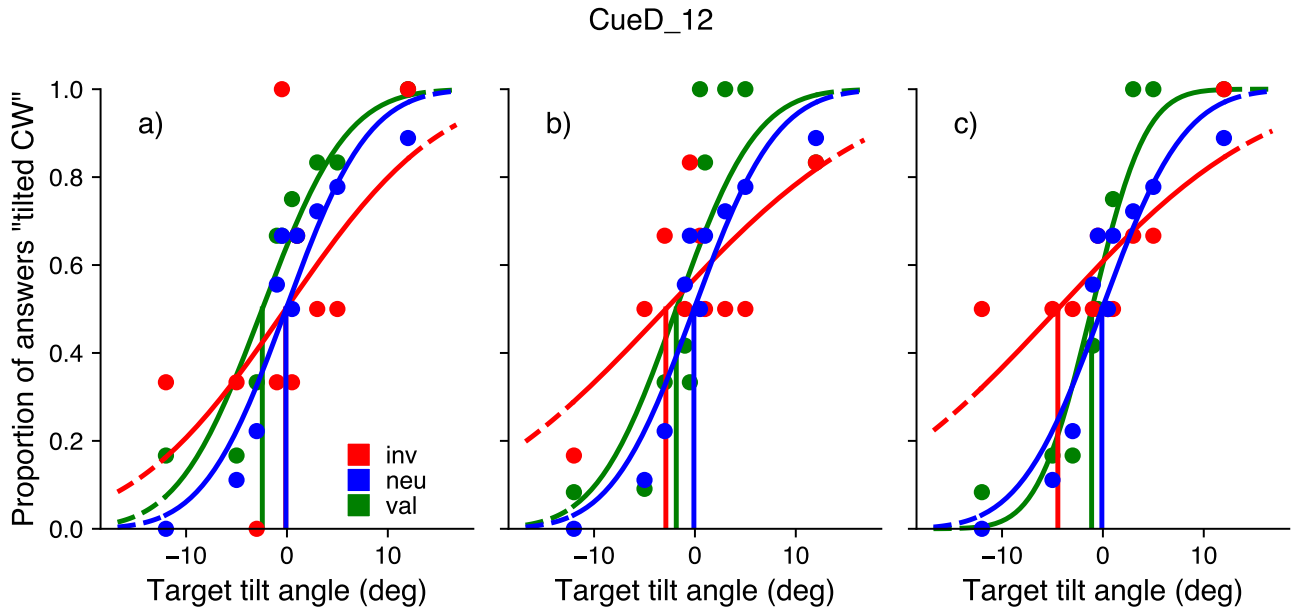 CueD_12
Proportion of answers "tilted CW"
1.0
0.8
0.6
0.4
0.2
0.0
a)
inv
neu
val
−10
0
10
Target tilt angle (deg)
b)
−10
0
10
Target tilt angle (deg)
c)
−10
0
10
Target tilt angle (deg)